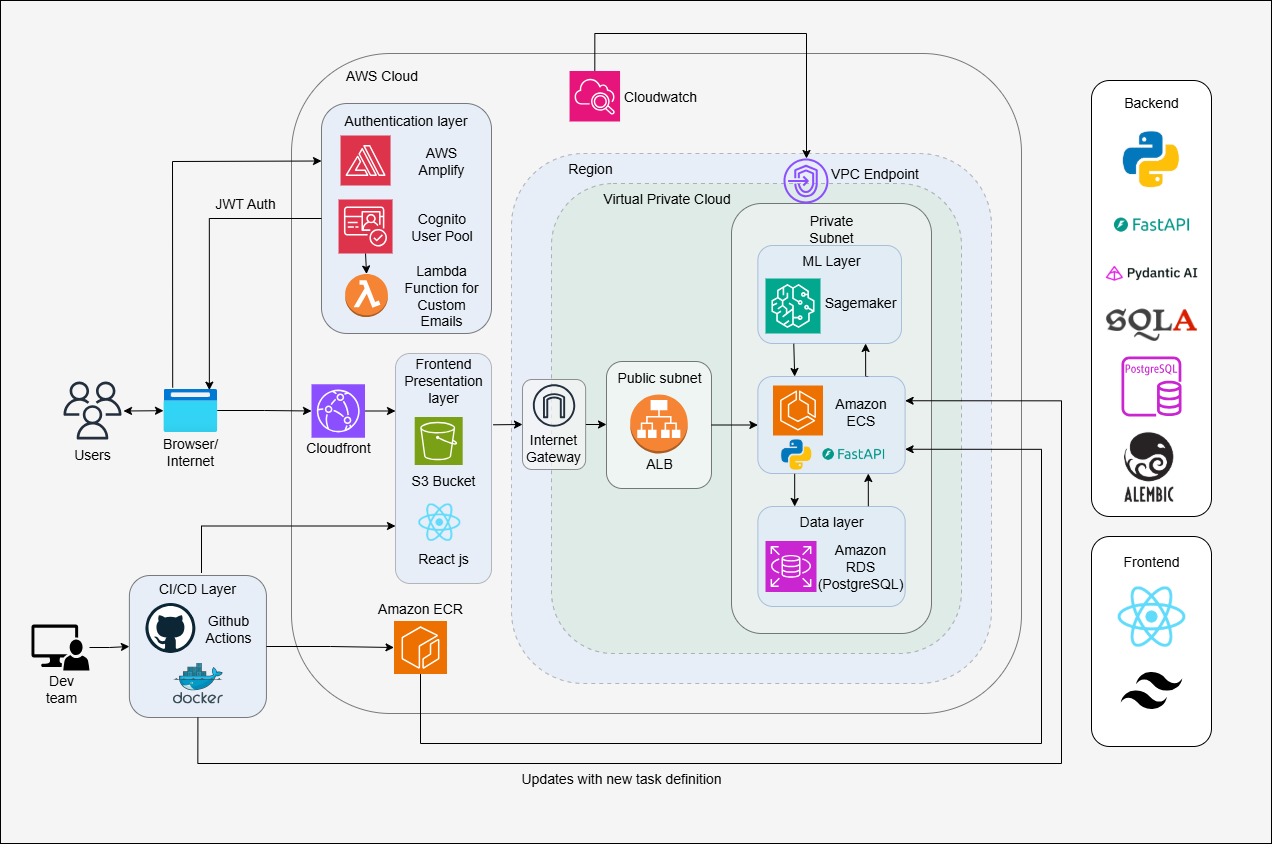 AWS Cloud
Cloudwatch
Authentication layer
AWS
Amplify
Cognito
User Pool
Lambda
Function for
Custom
Emails
JWT Auth
Region
VPC Endpoint
Virtual Private Cloud
Private
Subnet
ML Layer
Sagemaker
Users
Browser/
Internet
Cloudfront
Frontend
Presentation
layer
S3 Bucket
React js
Internet
Gateway
Public subnet
ALB
Amazon
ECS
FastAPI
Data layer
Amazon
RDS
(PostgreSQL)
Dev
team
CI/CD Layer
Github
Actions
docker
Amazon ECR
Updates with new task definition
Backend
FastAPI
Pydantic AI
SQLA
PostgreSQL
ALEMBIC
Frontend